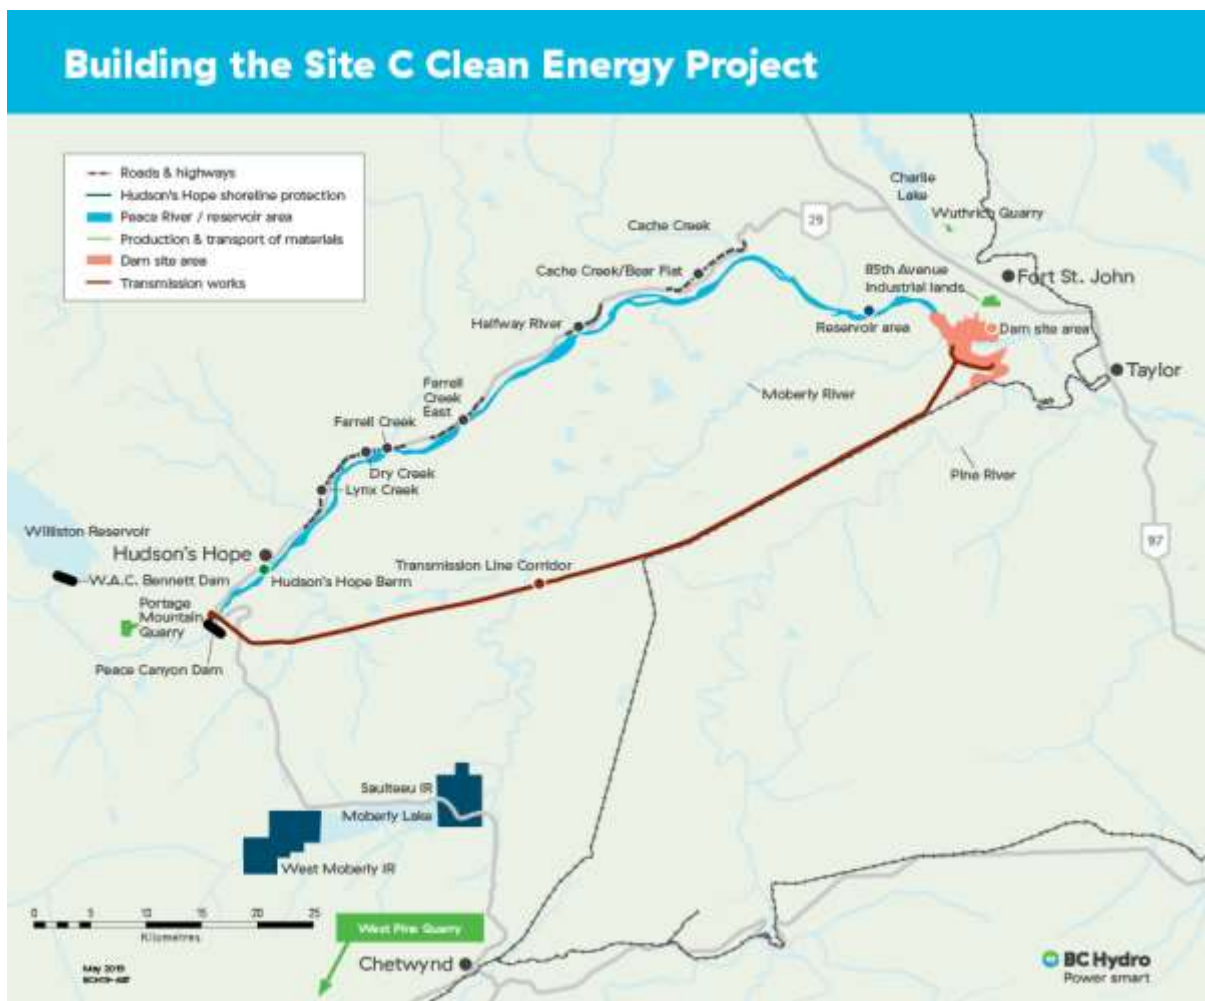 Building the Site C Clean Energy Project
Roads & highways
Hudson's Hope shoreline protection
Peace River / reservoir area
Production & transport of materials
Dam site area
Transmission works
Charlie
Lake
Wuthrich Quarry
29
Cache Creek
Cache Creek/Bear Flat
85th Avenue
Industrial lands
Fort St. John
Halfway River
Reservoir area
Dam site area
Taylor
Farrell
Creek
East
Moberly River
Farrell Creek
Dry Creek
Lynx Creek
Pine River
Williston Reservoir
Hudson's Hope
97
W.A.C. Bennett Dam
Hudson's Hope Berm
Transmission Line Corridor
Portage
Mountain
Quarry
Peace Canyon Dam
Saulteau IR
Moberly Lake
West Moberly IR
0 5 10 15 20 25
Kilometres
West Pine Quarry
Chetwynd
BC Hydro
Power smart